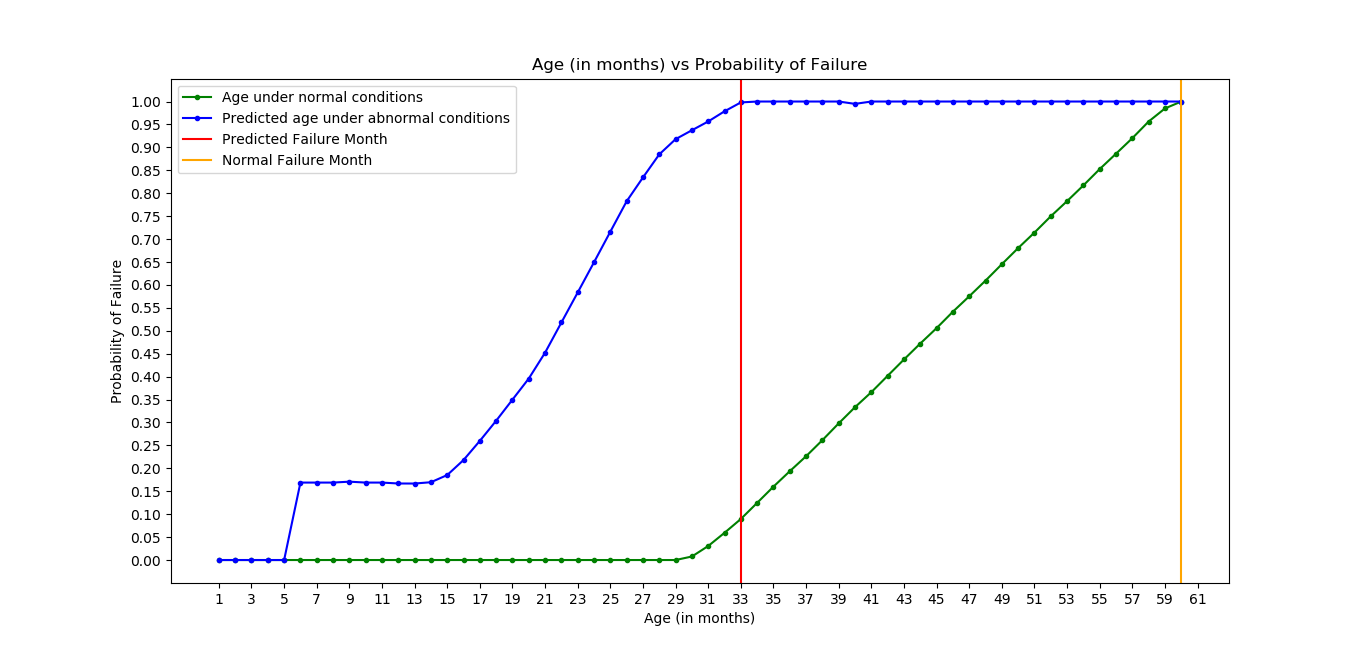 Age (in months) vs Probability of Failure
Age under normal conditions
Predicted age under abnormal conditions
Predicted Failure Month
Normal Failure Month
1.00
0.95
0.90
0.85
0.80
0.75
0.70
0.65
0.60
0.55
0.50
0.45
0.40
0.35
0.30
0.25
0.20
0.15
0.10
0.05
0.00
Probability of Failure
1 3 5 7 9 11 13 15 17 19 21 23 25 27 29 31 33 35 37 39 41 43 45 47 49 51 53 55 57 59 61
Age (in months)